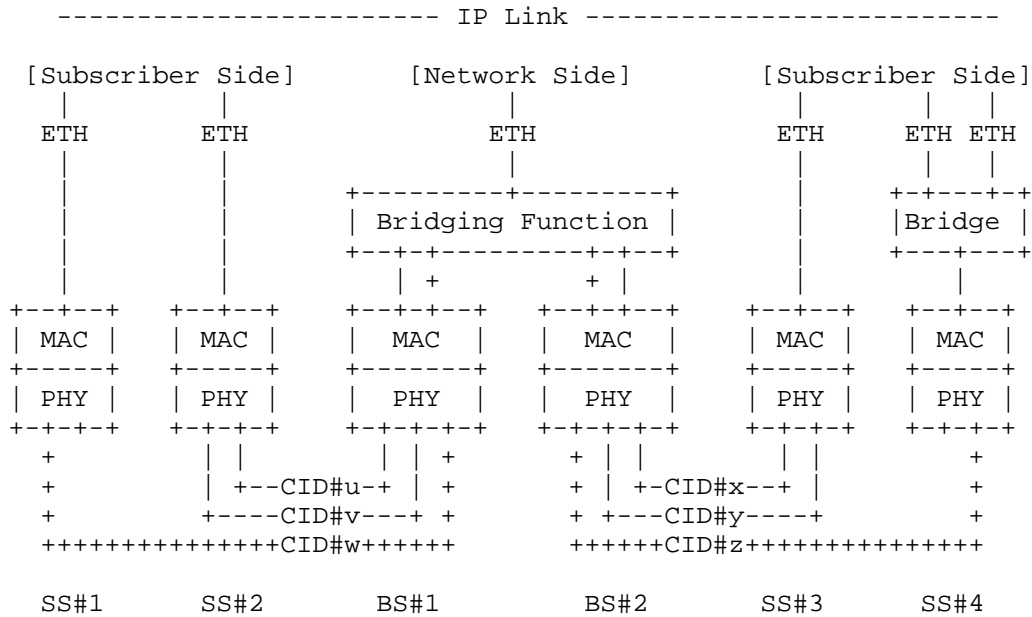 ------------------------ IP Link --------------------------
[Subscriber Side] [Network Side] [Subscriber Side]
ETH ETH ETH ETH ETH ETH
Bridging Function Bridge
MAC MAC MAC MAC MAC MAC
PHY PHY PHY PHY PHY PHY
CID#u CID#x
CID#v CID#y
CID#w CID#z
SS#1 SS#2 BS#1 BS#2 SS#3 SS#4